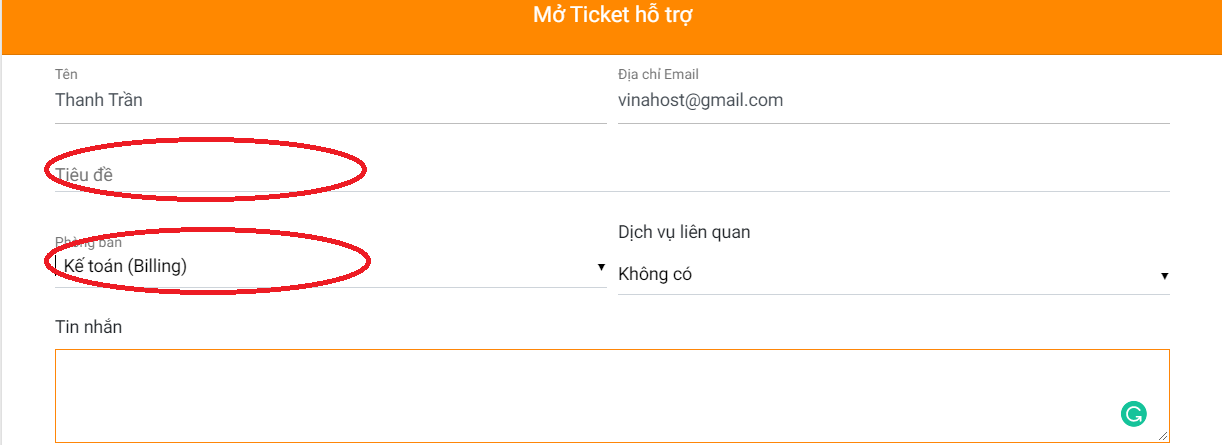 Mở Ticket hỗ trợ
Tên
Địa chỉ Email
Thanh Trần
vinahost@gmail.com
Tiêu đề
Phòng ban
Dịch vụ liên quan
Kế toán (Billing)
Không có
Tin nhắn